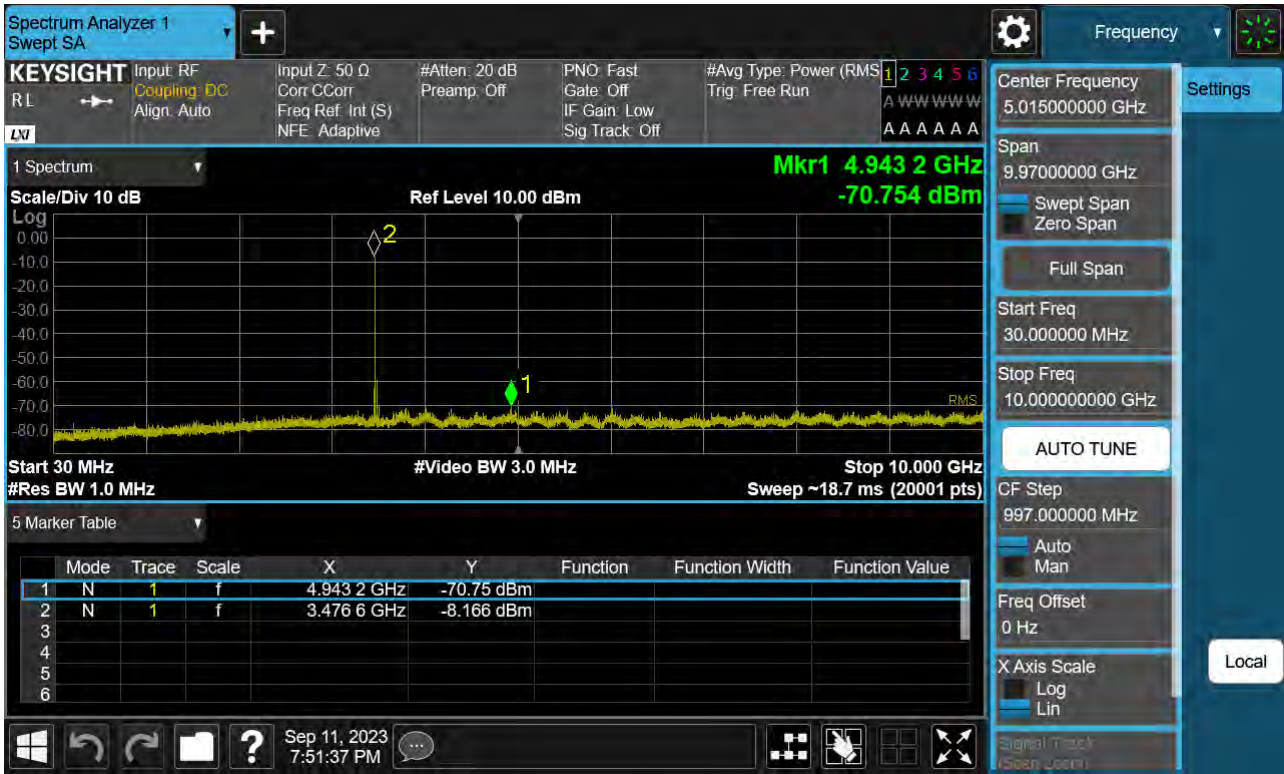 Spectrum Analyzer 1
Swept SA
+
Frequency
KEYSIGHT
RL
LXI
Input: RF
Coupling: DC
Align: Auto
Input Z: 50 Ω
Corr CCorr
Freq Ref: Int (S)
NFE: Adaptive
#Atten: 20 dB
Preamp: Off
PNO: Fast
Gate: Off
IF Gain: Low
Sig Track: Off
#Avg Type: Power (RMS
Trig: Free Run
1 2 3 4 5 6
A W W W W W
A A A A A A
1 Spectrum
Mkr1 4.943 2 GHz
Scale/Div 10 dB
Ref Level 10.00 dBm
-70.754 dBm
Log
0.00
-10.0
-20.0
-30.0
-40.0
-50.0
-60.0
-70.0
-80.0
2
1
RMS
Start 30 MHz
#Video BW 3.0 MHz
Stop 10.000 GHz
#Res BW 1.0 MHz
Sweep ~18.7 ms (20001 pts)
5 Marker Table
Mode Trace Scale X Y Function Function Width Function Value
1 N 1 f 4.943 2 GHz -70.75 dBm
2 N 1 f 3.476 6 GHz -8.166 dBm
3
4
5
6
Sep 11, 2023
7:51:37 PM
?
Center Frequency
5.015000000 GHz
Settings
Span
9.97000000 GHz
Swept Span
Zero Span
Full Span
Start Freq
30.000000 MHz
Stop Freq
10.000000000 GHz
AUTO TUNE
CF Step
997.000000 MHz
Auto
Man
Freq Offset
0 Hz
X Axis Scale
Log
Lin
Local
Signal Track
(Span Zoom)